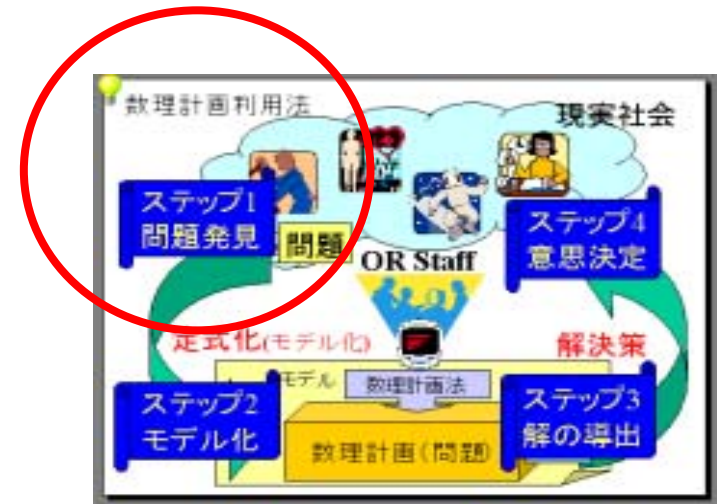 数理計画利用法
現実社会
ステップ1
問題発見
問題
OR Staff
ステップ4
意思決定
定式化(モデル化)
解決策
モデル
数理計画法
ステップ2
モデル化
ステップ3
解の導出
数理計画(問題)